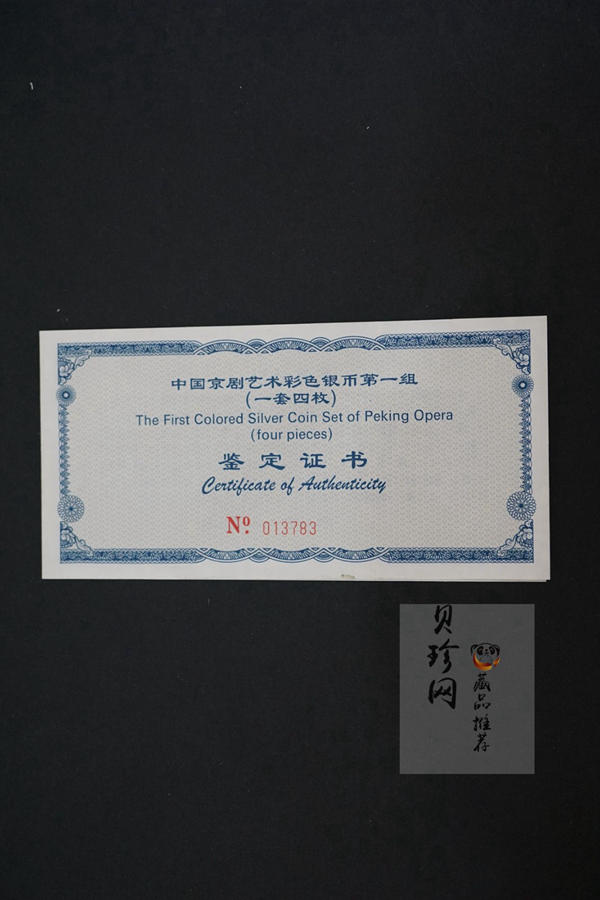 中国京剧艺术彩色银币第一组
(一套四枚)
The First Colored Silver Coin Set of Peking Opera
(four pieces)
鉴定证书
Certificate of Authenticity
Nº. 013783
贝珍网
藏品推荐